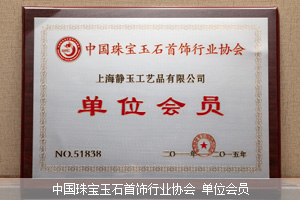 中国珠宝玉石首饰行业协会
上海静玉工艺品有限公司
单位会员
NO.51838
二〇一一年 二〇一五年
中国珠宝玉石首饰行业协会 单位会员